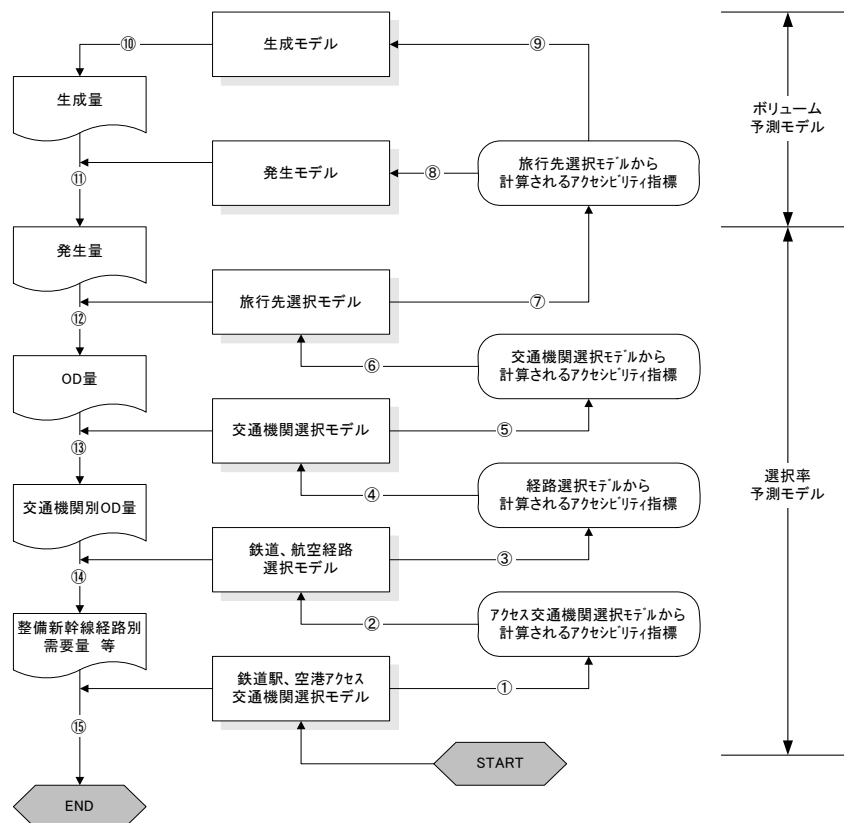 ⑩
生成モデル
⑨
生成量
ボリューム
予測モデル
発生モデル
⑧
旅行先選択ﾓﾃﾞﾙから
計算されるｱｸｾｼﾋﾞﾘﾃｨ指標
⑪
発生量
旅行先選択モデル
⑦
⑫
⑥
交通機関選択ﾓﾃﾞﾙから
計算されるｱｸｾｼﾋﾞﾘﾃｨ指標
OD量
交通機関選択モデル
⑤
⑬
④
経路選択ﾓﾃﾞﾙから
計算されるｱｸｾｼﾋﾞﾘﾃｨ指標
選択率
予測モデル
交通機関別OD量
鉄道、航空経路
選択モデル
③
⑭
②
ｱｸｾｽ交通機関選択ﾓﾃﾞﾙから
計算されるｱｸｾｼﾋﾞﾘﾃｨ指標
整備新幹線経路別
需要量 等
鉄道駅、空港ｱｸｾｽ
交通機関選択モデル
①
⑮
START
END